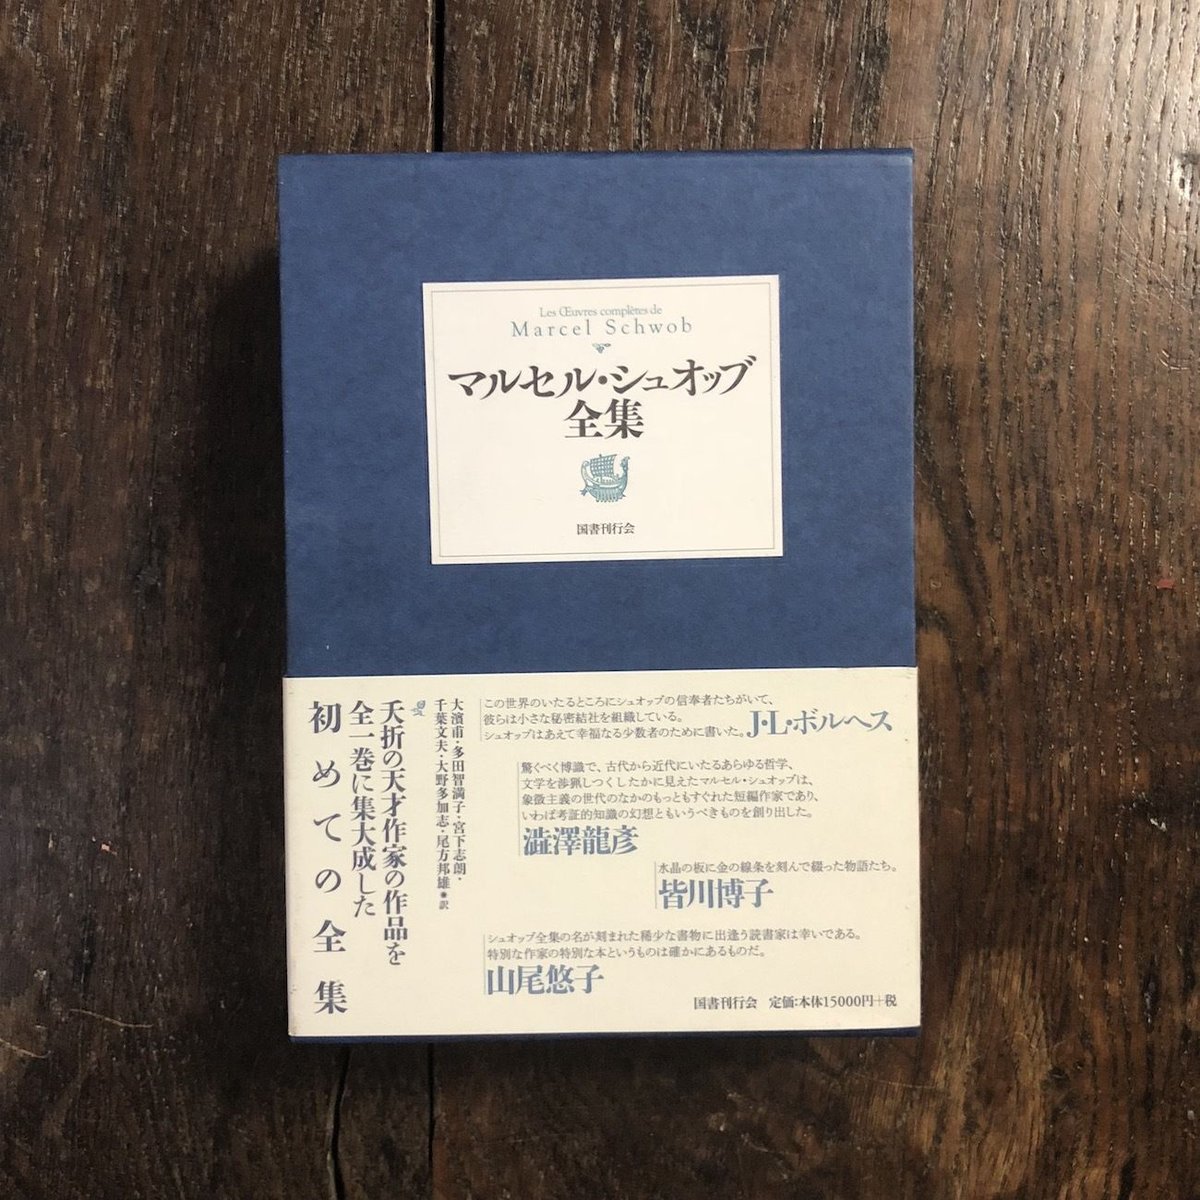 Les Œuvres complètes de
Marcel Schwob
マルセル・シュオッブ
全集
国書刊行会
この世界のいたるところにシュオッブの信奉者たちがいて、
彼らは小さな秘密結社を組織している。
シュオッブはあえて幸福なる少数者のために書いた。J・L・ボルヘス
驚くべく博識で、古代から近代にいたるあらゆる哲学、
文学を渉猟しつくしたかに見えたマルセル・シュオッブは、
象徴主義の世代のなかのもっともすぐれた短編作家であり、
いわば考証的知識の幻想ともいうべきものを創り出した。
澁澤龍彥
水晶の板に金の線条を刻んで綴った物語たち。
皆川博子
シュオッブ全集の名が刻まれた稀少な書物に出逢う読書家は幸いである。
特別な作家の特別な本というものは確かにあるものだ。
山尾悠子
大濱甫・多田智満子・宮下志朗・
千葉文夫・大野多加志・尾方邦雄●訳
夭折の天才作家の作品を
全一巻に集大成した
初めての全集
国書刊行会 定価:本体15000円+税